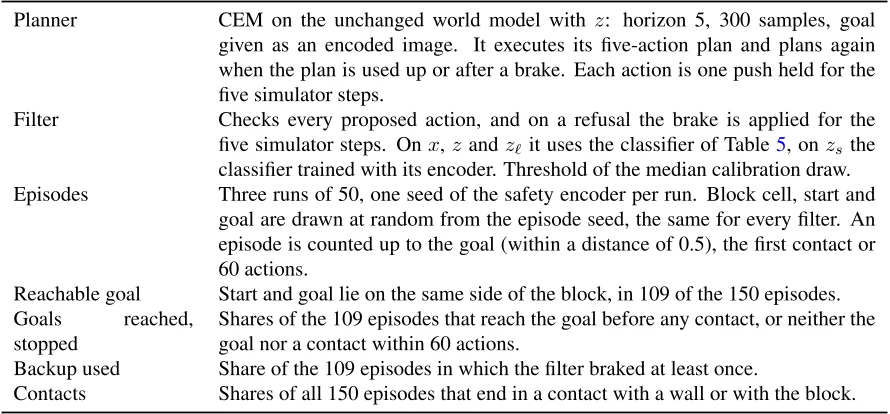 Planner CEM on the unchanged world model with z: horizon 5, 300 samples, goal
given as an encoded image. It executes its five-action plan and plans again
when the plan is used up or after a brake. Each action is one push held for the
five simulator steps.
Filter Checks every proposed action, and on a refusal the brake is applied for the
five simulator steps. On x, z and zℓ it uses the classifier of Table 5, on zs the
classifier trained with its encoder. Threshold of the median calibration draw.
Episodes Three runs of 50, one seed of the safety encoder per run. Block cell, start and
goal are drawn at random from the episode seed, the same for every filter. An
episode is counted up to the goal (within a distance of 0.5), the first contact or
60 actions.
Reachable goal Start and goal lie on the same side of the block, in 109 of the 150 episodes.
Goals reached, Shares of the 109 episodes that reach the goal before any contact, or neither the
stopped goal nor a contact within 60 actions.
Backup used Share of the 109 episodes in which the filter braked at least once.
Contacts Shares of all 150 episodes that end in a contact with a wall or with the block.